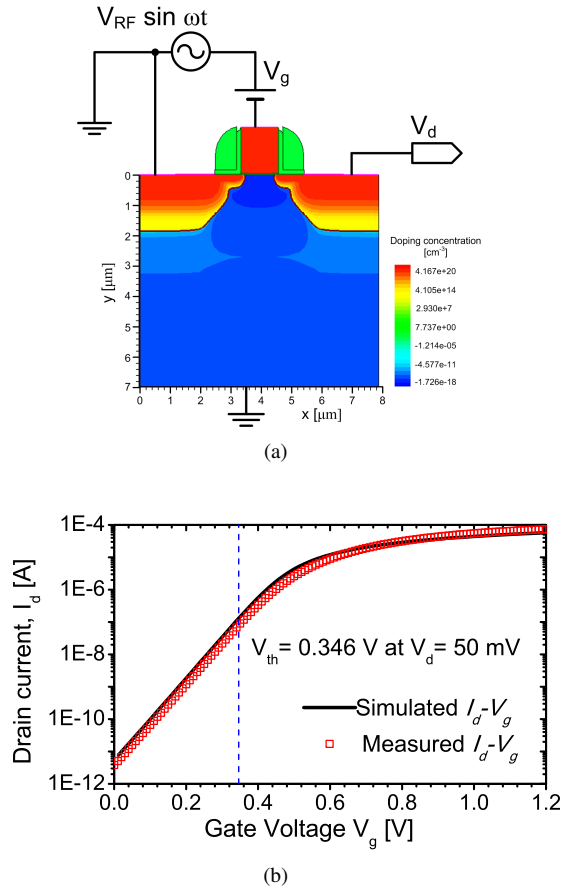 V_RF sin ωt
V_g
V_d
0
1
2
3
4
5
6
7
y [μm]
0 1 2 3 4 5 6 7 8
x [μm]
Doping concentration
[cm⁻³]
4.167e+20
4.105e+14
2.930e+7
7.737e+00
-1.214e-05
-4.577e-11
-1.726e-18
(a)
1E-4
1E-6
1E-8
1E-10
1E-12
Drain current, I_d [A]
V_th= 0.346 V at V_d= 50 mV
Simulated I_d-V_g
Measured I_d-V_g
0.0 0.2 0.4 0.6 0.8 1.0 1.2
Gate Voltage V_g [V]
(b)